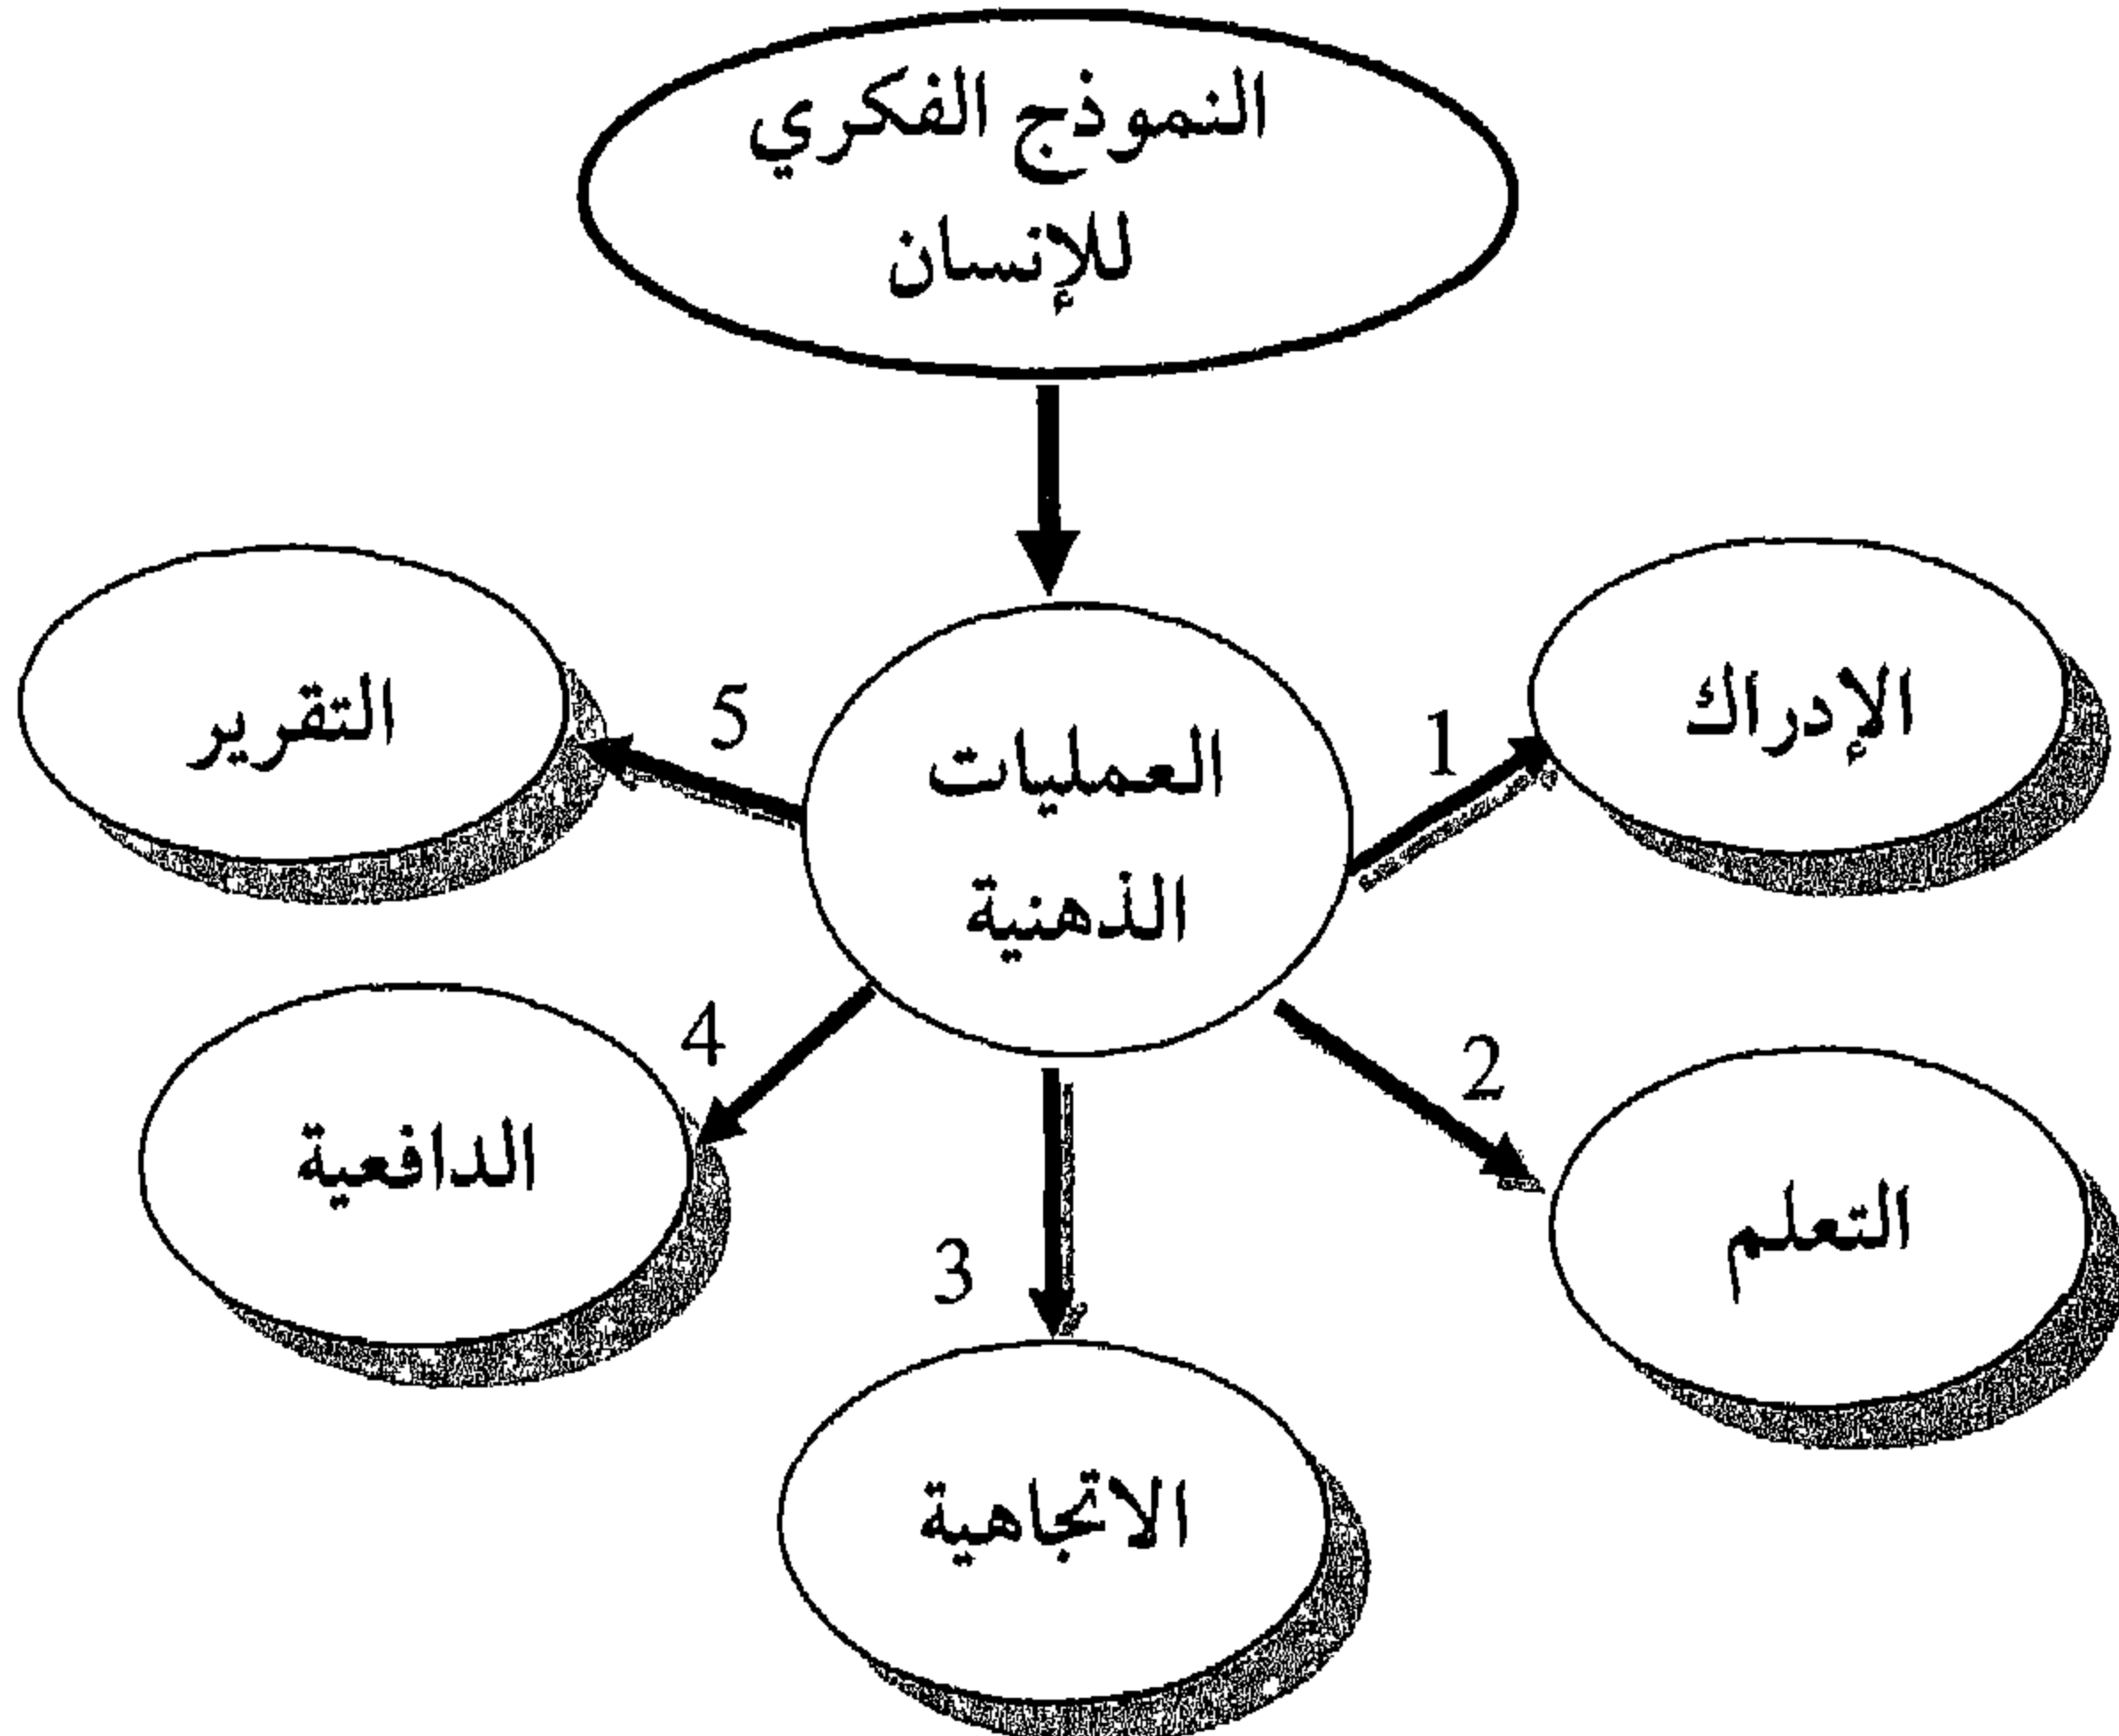 النموذج الفكري
للإنسان
العمليات
الذهنية
1
الإدراك
2
التعلم
3
الاتجاهية
4
الدافعية
5
التقرير